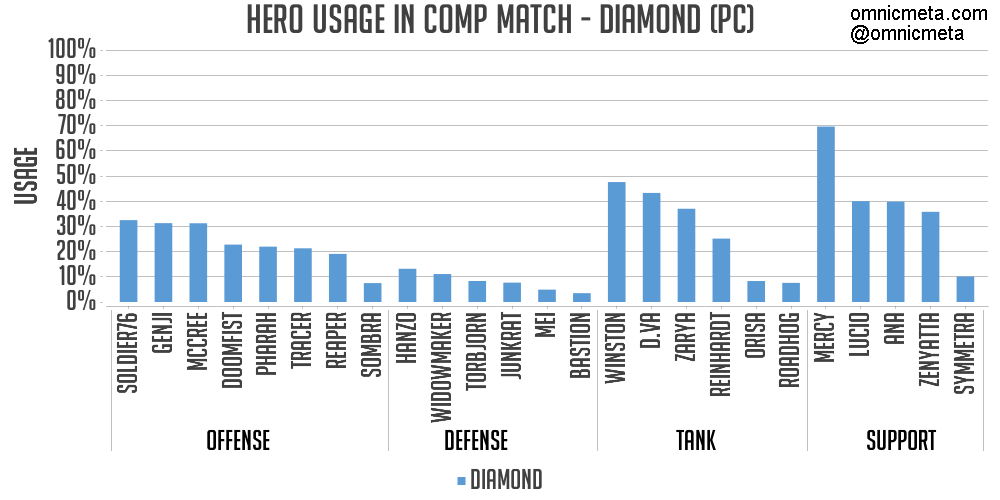 HERO USAGE IN COMP MATCH - DIAMOND (PC)
omnicmeta.com
@omnicmeta
USAGE
100%
90%
80%
70%
60%
50%
40%
30%
20%
10%
0%
SOLDIER76
GENJI
MCCREE
DOOMFIST
PHARAH
TRACER
REAPER
SOMBRA
HANZO
WIDOWMAKER
TORBJORN
JUNKRAT
MEI
BASTION
WINSTON
D.VA
ZARYA
REINHARDT
ORISA
ROADHOG
MERCY
LUCIO
ANA
ZENYATTA
SYMMETRA
OFFENSE
DEFENSE
TANK
SUPPORT
DIAMOND